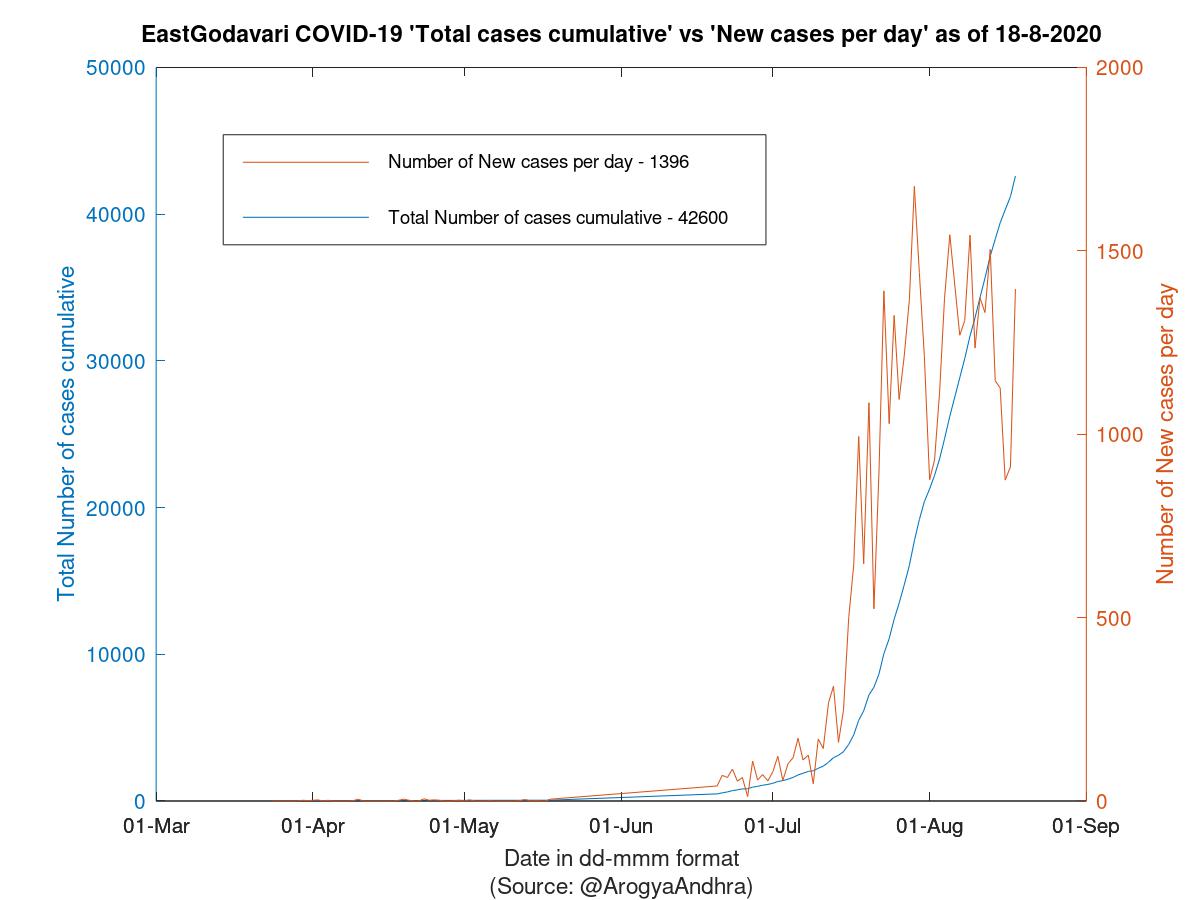 EastGodavari COVID-19 'Total cases cumulative' vs 'New cases per day' as of 18-8-2020
50000
40000
30000
20000
10000
0
Total Number of cases cumulative
Number of New cases per day - 1396
Total Number of cases cumulative - 42600
2000
1500
1000
500
0
Number of New cases per day
01-Mar 01-Apr 01-May 01-Jun 01-Jul 01-Aug 01-Sep
Date in dd-mmm format
(Source: @ArogyaAndhra)